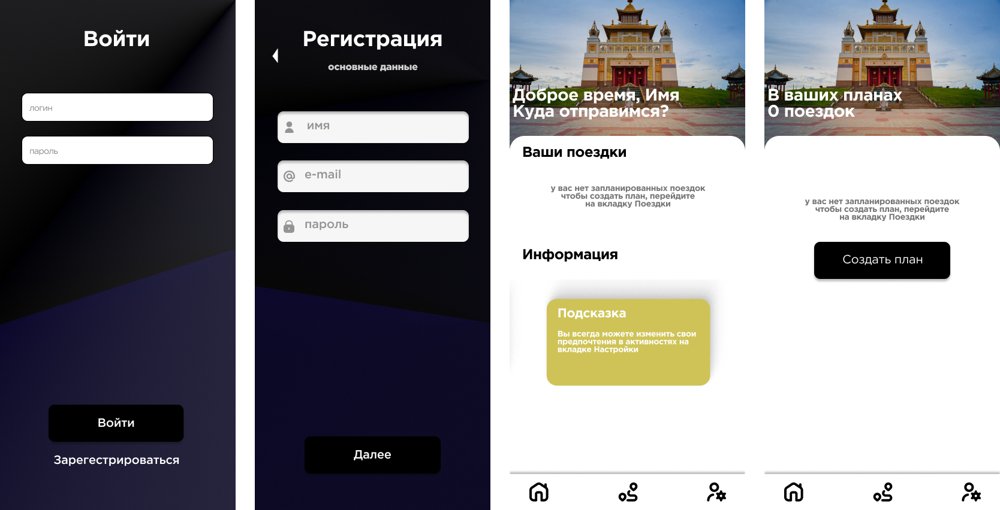 Войти
логин
пароль
Войти
Зарегестрироваться
Регистрация
основные данные
имя
e-mail
пароль
Далее
Доброе время, Имя
Куда отправимся?
Ваши поездки
у вас нет запланированных поездок
чтобы создать план, перейдите
на вкладку Поездки
Информация
Подсказка
Вы всегда можете изменить свои
предпочтения в активностях на
вкладке Настройки
В ваших планах
0 поездок
у вас нет запланированных поездок
чтобы создать план, перейдите
на вкладку Поездки
Создать план